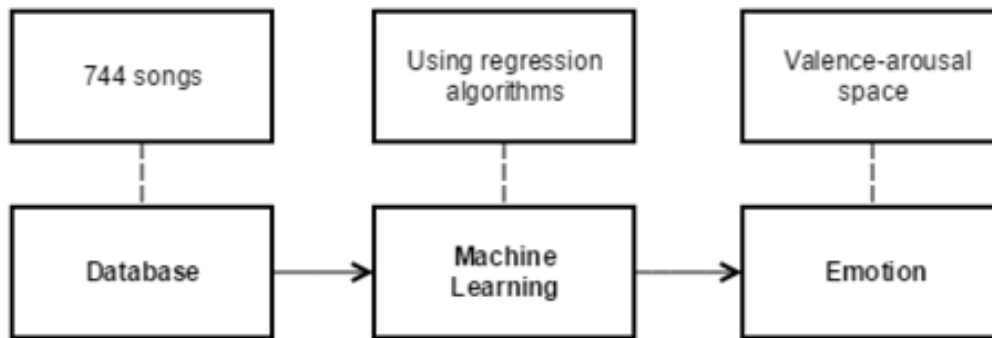 744 songs
Using regression
algorithms
Valence-arousal
space
Database
Machine
Learning
Emotion